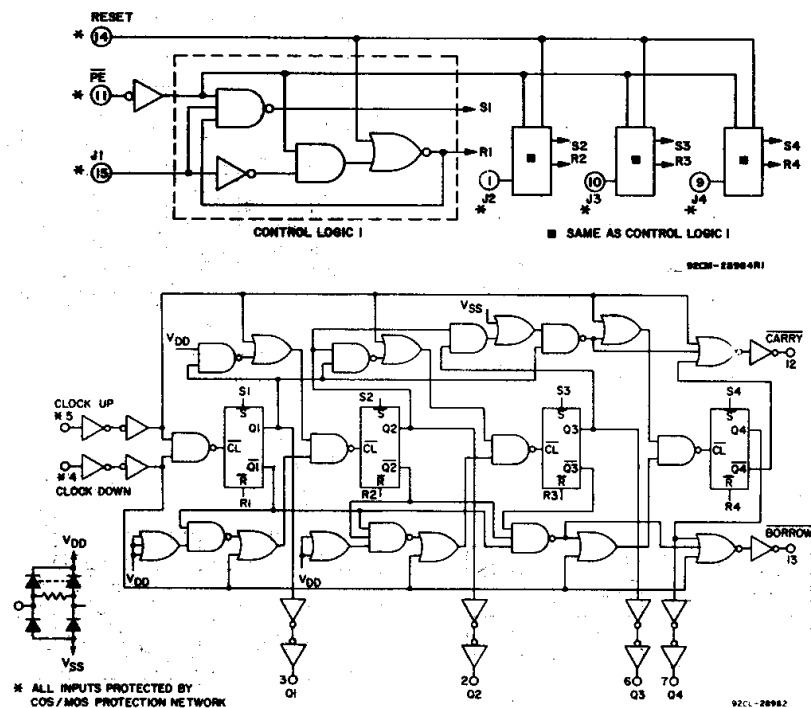 RESET
* 14
PE
* 11
J1
* 15
S1
R1
CONTROL LOGIC 1
1
J2
*
S2
R2
10
J3
*
S3
R3
9
J4
*
S4
R4
■ SAME AS CONTROL LOGIC 1
92CM-28984R1
VDD
VSS
CARRY
12
CLOCK UP
*5
*4
CLOCK DOWN
S1
S
Q1
CL
Q1
R
R1
S2
S
Q2
CL
Q2
R
R2
S3
S
Q3
CL
Q3
R
R3
S4
S
Q4
CL
Q4
R
R4
VDD
VDD
BORROW
13
VDD
VSS
3 Q1
2 Q2
6 Q3
7 Q4
* ALL INPUTS PROTECTED BY
COS/MOS PROTECTION NETWORK
92CL-28982